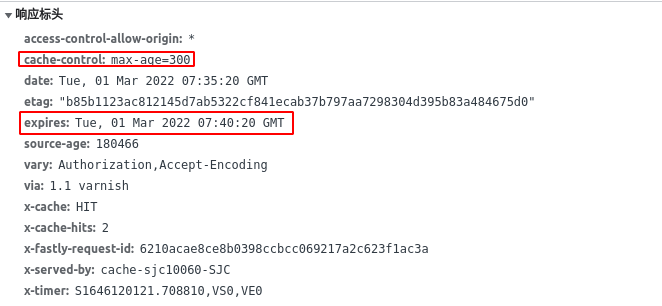 响应标头
access-control-allow-origin: *
cache-control: max-age=300
date: Tue, 01 Mar 2022 07:35:20 GMT
etag: "b85b1123ac812145d7ab5322cf841ecab37b797aa7298304d395b83a484675d0"
expires: Tue, 01 Mar 2022 07:40:20 GMT
source-age: 180466
vary: Authorization,Accept-Encoding
via: 1.1 varnish
x-cache: HIT
x-cache-hits: 2
x-fastly-request-id: 6210acae8ce8b0398ccbcc069217a2c623f1ac3a
x-served-by: cache-sjc10060-SJC
x-timer: S1646120121.708810,VS0,VE0